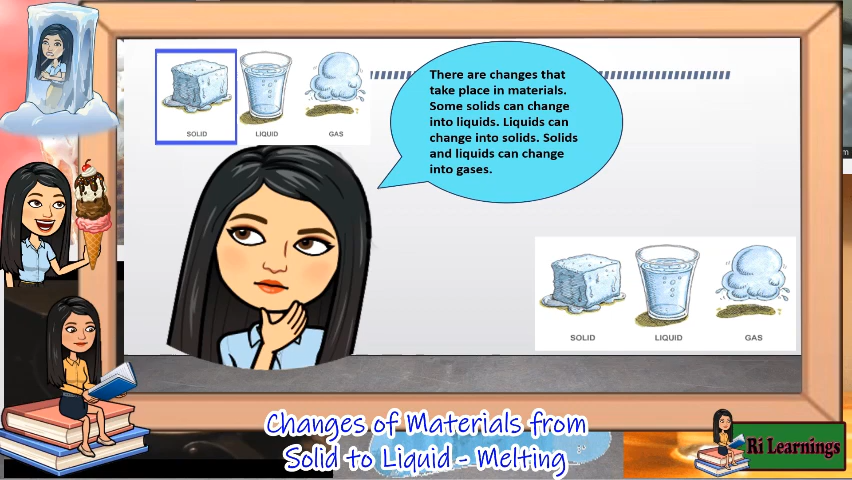 SOLID
LIQUID
GAS
There are changes that
take place in materials.
Some solids can change
into liquids. Liquids can
change into solids. Solids
and liquids can change
into gases.
SOLID
LIQUID
GAS
Changes of Materials from
Solid to Liquid - Melting
Ri Learnings